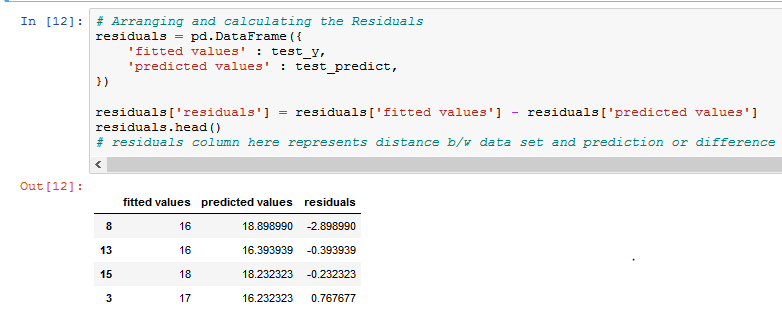 In [12]: # Arranging and calculating the Residuals
residuals = pd.DataFrame({
'fitted values' : test_y,
'predicted values' : test_predict,
})
residuals['residuals'] = residuals['fitted values'] - residuals['predicted values']
residuals.head()
# residuals column here represents distance b/w data set and prediction or difference
Out[12]:
fitted values predicted values residuals
8 16 18.898990 -2.898990
13 16 16.393939 -0.393939
15 18 18.232323 -0.232323
3 17 16.232323 0.767677